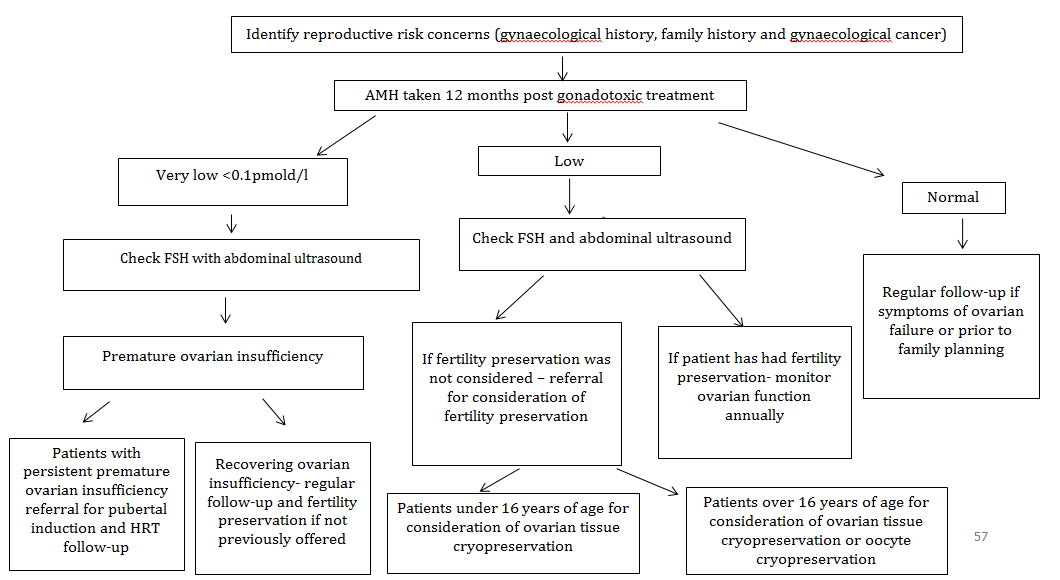 Identify reproductive risk concerns (gynaecological history, family history and gynaecological cancer)
AMH taken 12 months post gonadotoxic treatment
Very low <0.1pmold/l
Low
Normal
Check FSH with abdominal ultrasound
Check FSH and abdominal ultrasound
Regular follow-up if
symptoms of ovarian
failure or prior to
family planning
Premature ovarian insufficiency
If fertility preservation was
not considered – referral
for consideration of
fertility preservation
If patient has had fertility
preservation- monitor
ovarian function
annually
Patients with
persistent premature
ovarian insufficiency
referral for pubertal
induction and HRT
follow-up
Recovering ovarian
insufficiency- regular
follow-up and fertility
preservation if not
previously offered
Patients under 16 years of age for
consideration of ovarian tissue
cryopreservation
Patients over 16 years of age for
consideration of ovarian tissue
cryopreservation or oocyte
cryopreservation
57